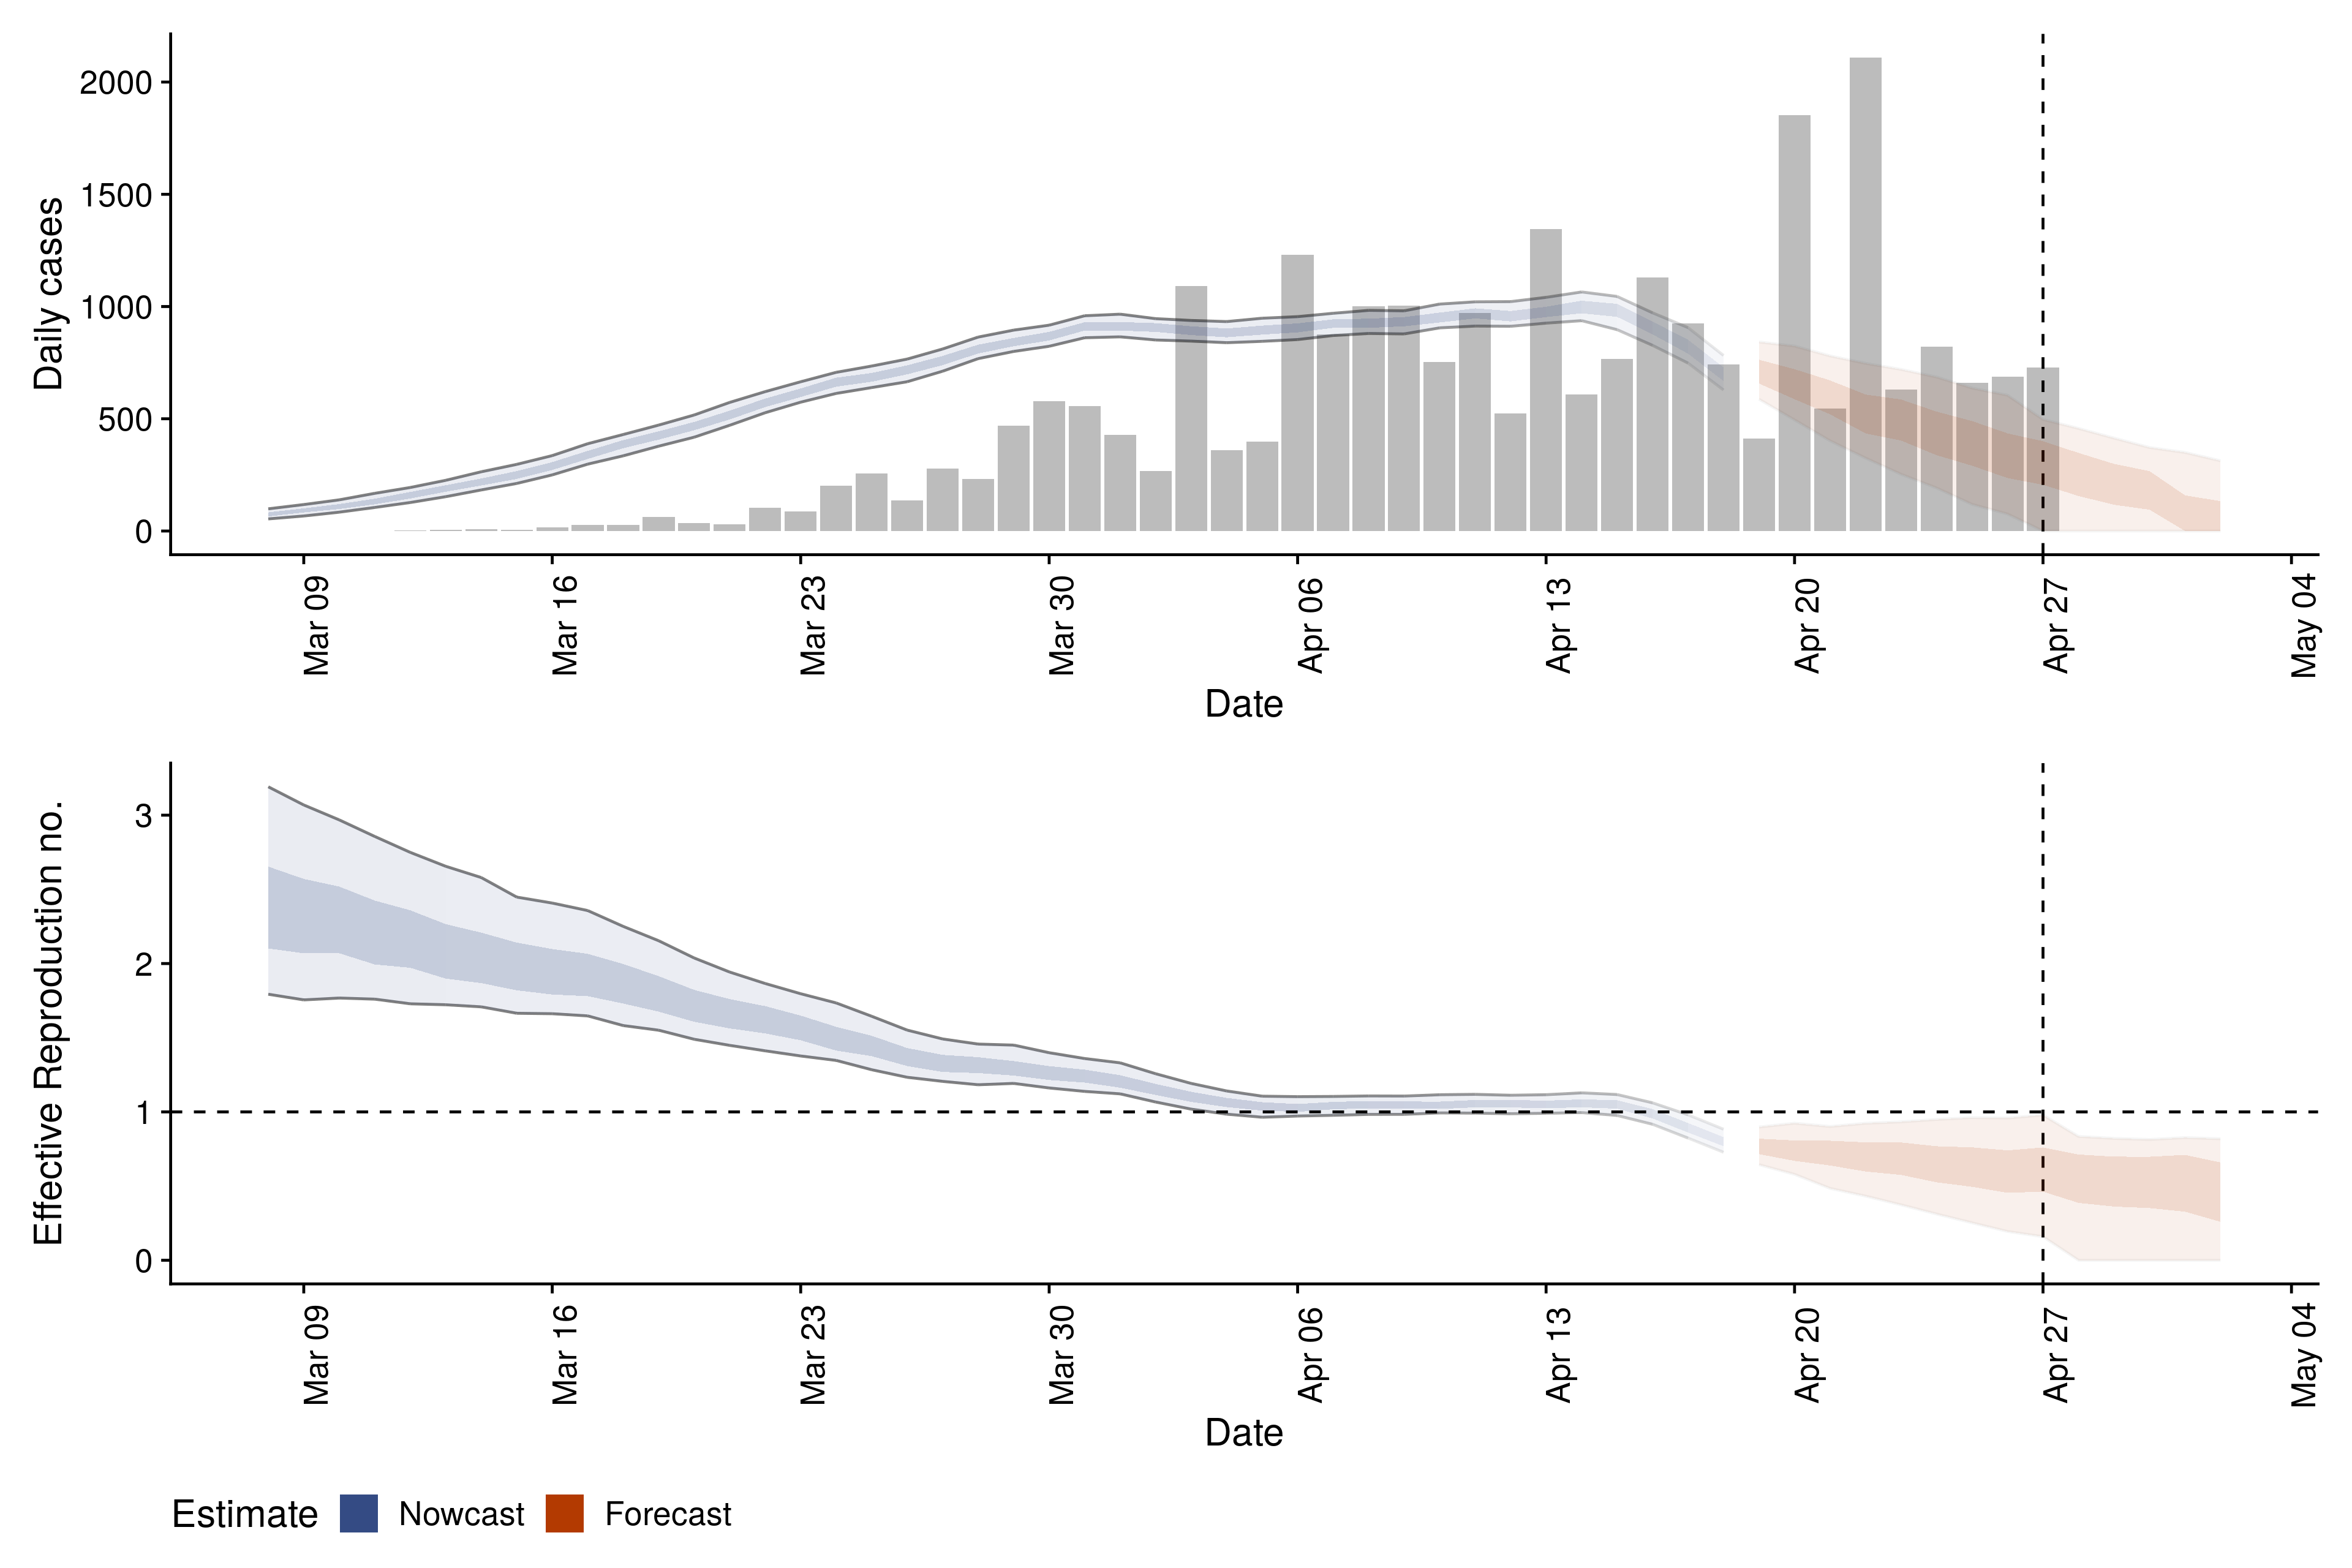 Daily cases
2000
1500
1000
500
0
Mar 09
Mar 16
Mar 23
Mar 30
Apr 06
Apr 13
Apr 20
Apr 27
May 04
Date
Effective Reproduction no.
3
2
1
0
Mar 09
Mar 16
Mar 23
Mar 30
Apr 06
Apr 13
Apr 20
Apr 27
May 04
Date
Estimate Nowcast Forecast